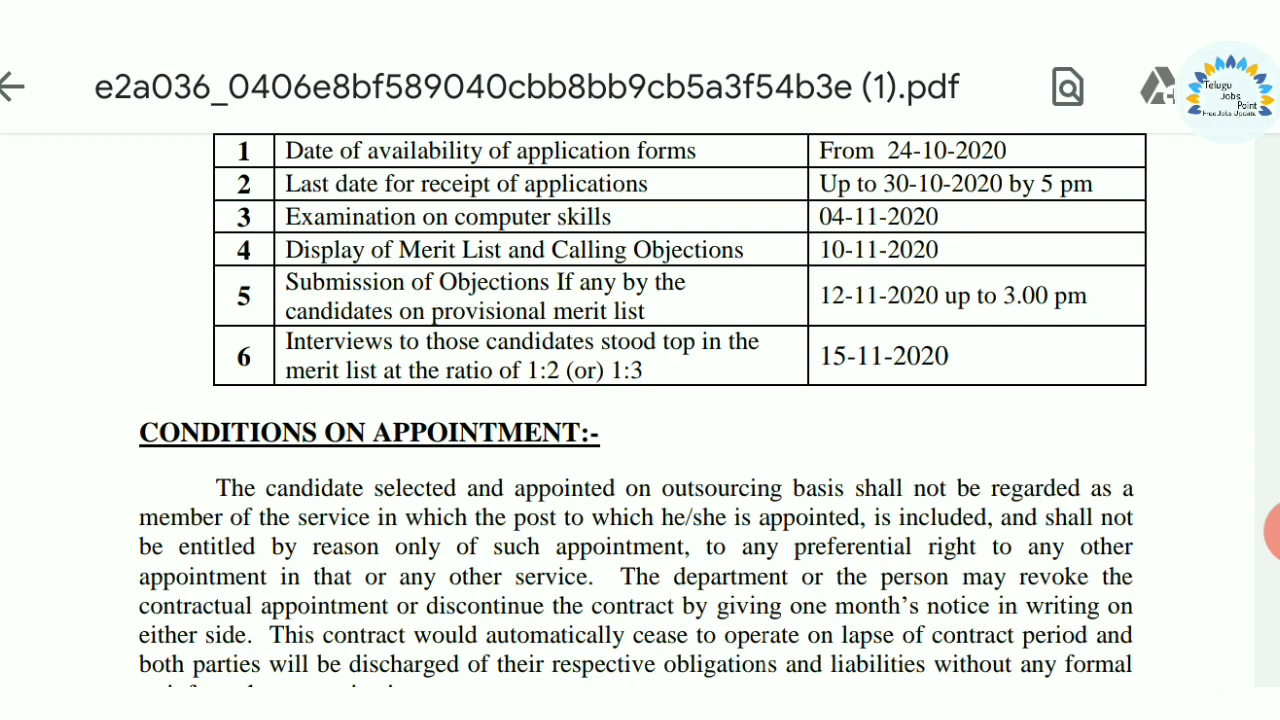 e2a036_0406e8bf589040cbb8bb9cb5a3f54b3e (1).pdf
Telugu
Jobs
Point
Free Jobs Update
1 Date of availability of application forms From 24-10-2020
2 Last date for receipt of applications Up to 30-10-2020 by 5 pm
3 Examination on computer skills 04-11-2020
4 Display of Merit List and Calling Objections 10-11-2020
5 Submission of Objections If any by the
candidates on provisional merit list 12-11-2020 up to 3.00 pm
6 Interviews to those candidates stood top in the
merit list at the ratio of 1:2 (or) 1:3 15-11-2020
CONDITIONS ON APPOINTMENT:-
The candidate selected and appointed on outsourcing basis shall not be regarded as a
member of the service in which the post to which he/she is appointed, is included, and shall not
be entitled by reason only of such appointment, to any preferential right to any other
appointment in that or any other service. The department or the person may revoke the
contractual appointment or discontinue the contract by giving one month's notice in writing on
either side. This contract would automatically cease to operate on lapse of contract period and
both parties will be discharged of their respective obligations and liabilities without any formal